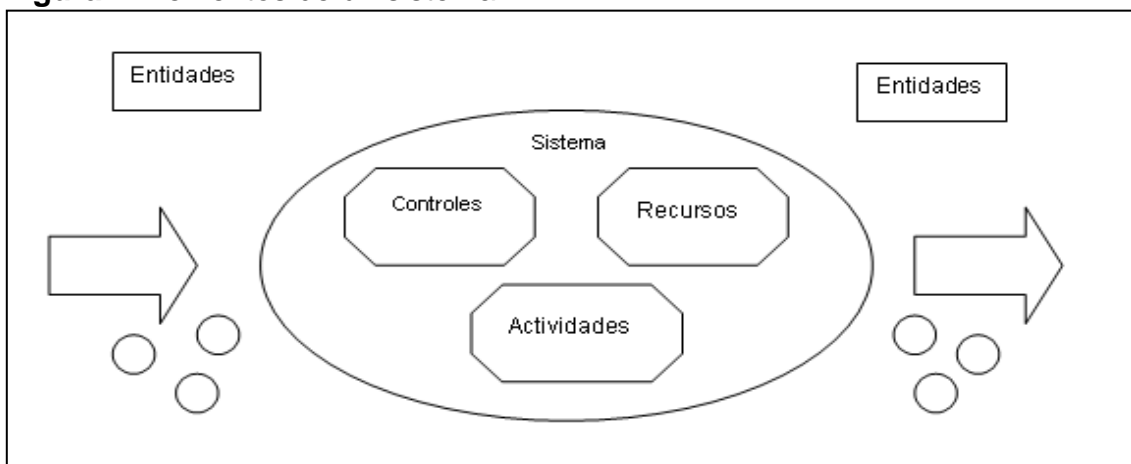 Entidades
Entidades
Sistema
Controles
Recursos
Actividades